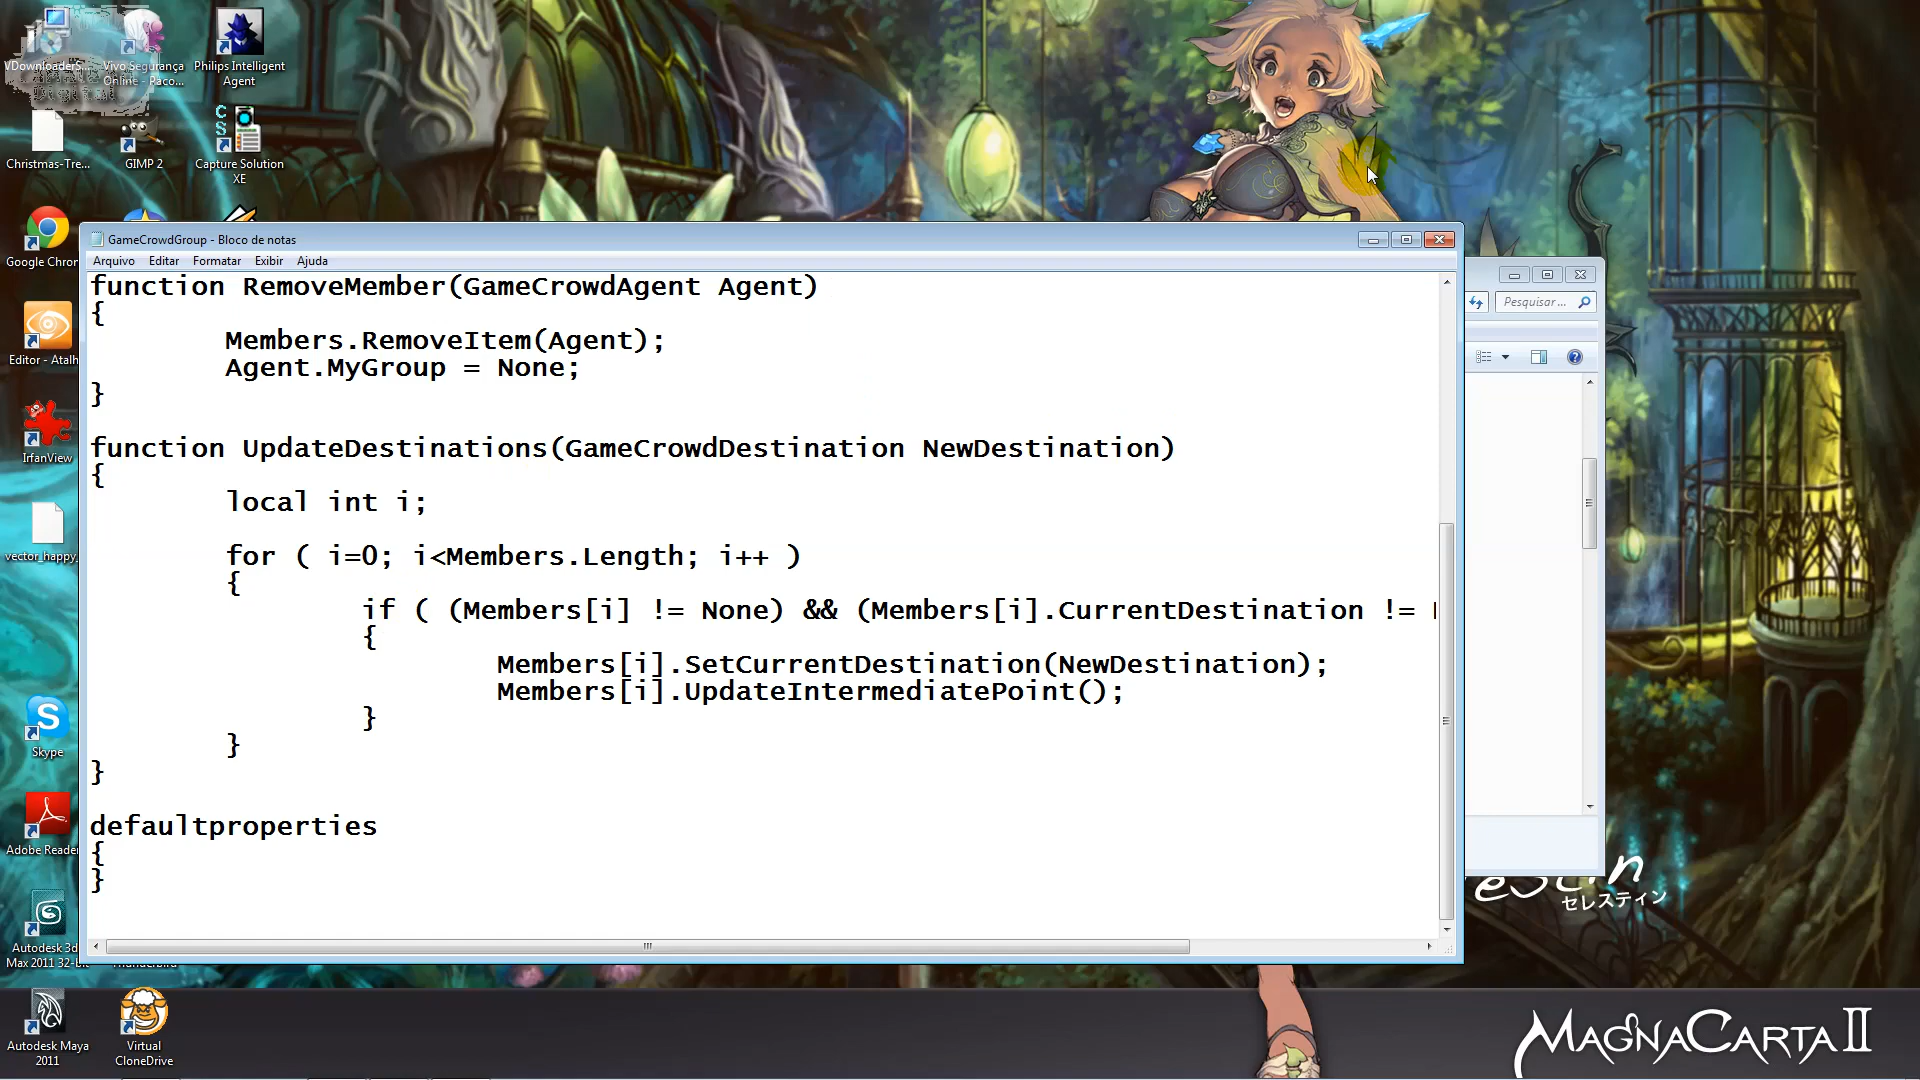 VDownloaderS...
Vivo Segurança
Online - Paco...
Philips Intelligent
Agent
Christmas-Tre...
GIMP 2
CS
Capture Solution
XE
Google Chron
Editor - Atalh
IrfanView
vector_happy_
Skype
Adobe Reader
Autodesk 3d
Max 2011 32-bit
Autodesk Maya
2011
Virtual
CloneDrive
GameCrowdGroup - Bloco de notas
Arquivo Editar Formatar Exibir Ajuda
function RemoveMember(GameCrowdAgent Agent)
{
Members.RemoveItem(Agent);
Agent.MyGroup = None;
}
function UpdateDestinations(GameCrowdDestination NewDestination)
{
local int i;
for ( i=0; i<Members.Length; i++ )
{
if ( (Members[i] != None) && (Members[i].CurrentDestination !=
{
Members[i].SetCurrentDestination(NewDestination);
Members[i].UpdateIntermediatePoint();
}
}
}
defaultproperties
{
}
Pesquisar ...
セレスティン
MAGNACARTA II